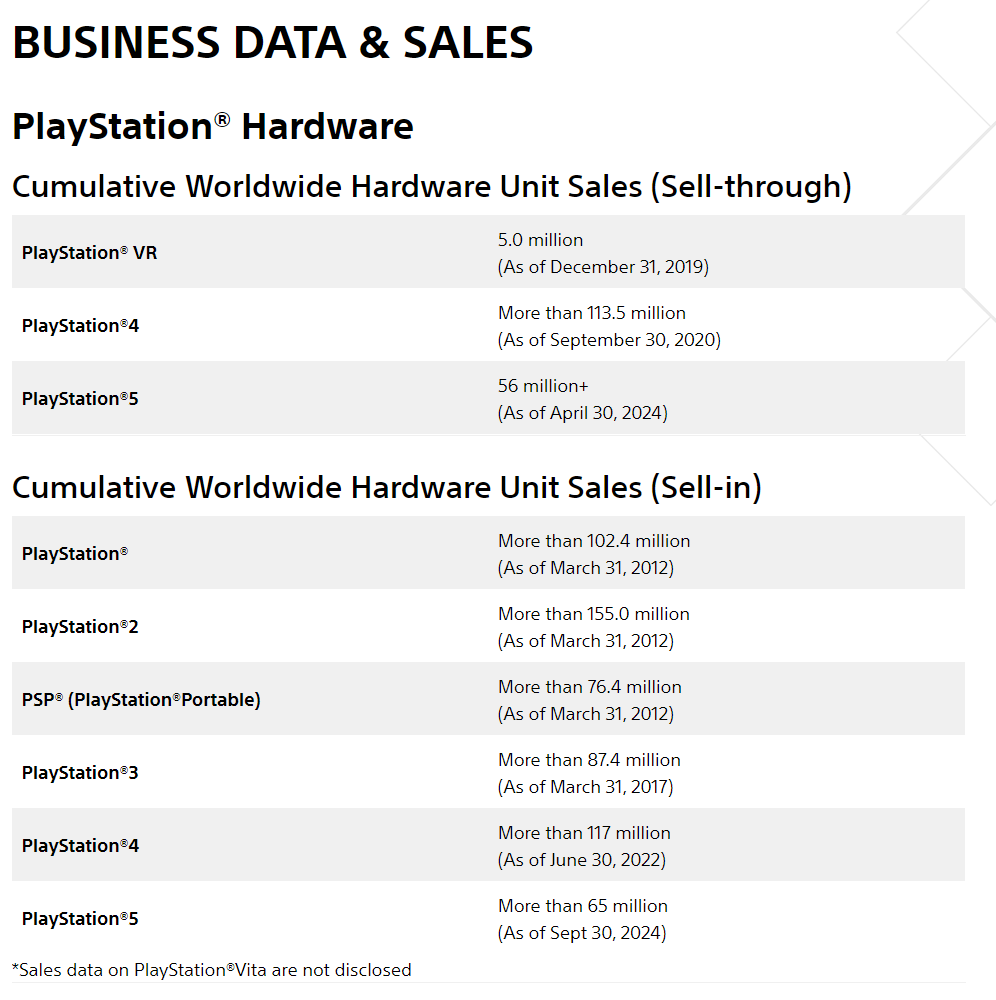 BUSINESS DATA & SALES
PlayStation® Hardware
Cumulative Worldwide Hardware Unit Sales (Sell-through)
PlayStation® VR
5.0 million
(As of December 31, 2019)
PlayStation®4
More than 113.5 million
(As of September 30, 2020)
PlayStation®5
56 million+
(As of April 30, 2024)
Cumulative Worldwide Hardware Unit Sales (Sell-in)
PlayStation®
More than 102.4 million
(As of March 31, 2012)
PlayStation®2
More than 155.0 million
(As of March 31, 2012)
PSP® (PlayStation®Portable)
More than 76.4 million
(As of March 31, 2012)
PlayStation®3
More than 87.4 million
(As of March 31, 2017)
PlayStation®4
More than 117 million
(As of June 30, 2022)
PlayStation®5
More than 65 million
(As of Sept 30, 2024)
*Sales data on PlayStation®Vita are not disclosed